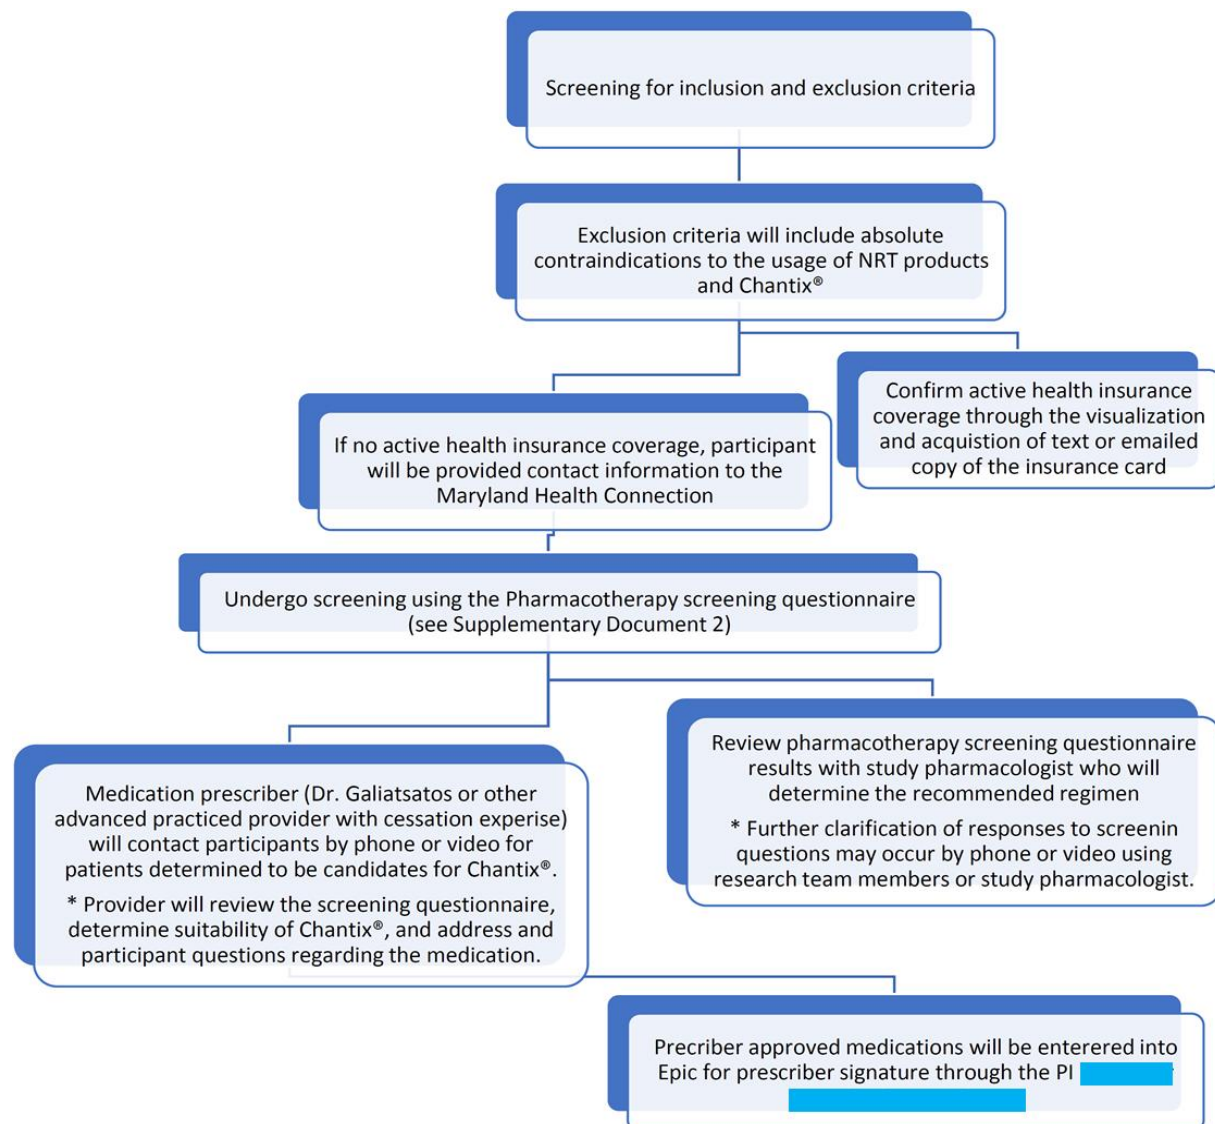 Screening for inclusion and exclusion criteria
Exclusion criteria will include absolute
contraindications to the usage of NRT products
and Chantix®
Confirm active health insurance
coverage through the visualization
and acquistion of text or emailed
copy of the insurance card
If no active health insurance coverage, participant
will be provided contact information to the
Maryland Health Connection
Undergo screening using the Pharmacotherapy screening questionnaire
(see Supplementary Document 2)
Review pharmacotherapy screening questionnaire
results with study pharmacologist who will
determine the recommended regimen
* Further clarification of responses to screenin
questions may occur by phone or video using
research team members or study pharmacologist.
Medication prescriber (Dr. Galiatsatos or other
advanced practiced provider with cessation experise)
will contact participants by phone or video for
patients determined to be candidates for Chantix®.
* Provider will review the screening questionnaire,
determine suitability of Chantix®, and address and
participant questions regarding the medication.
Precriber approved medications will be enterered into
Epic for prescriber signature through the PI